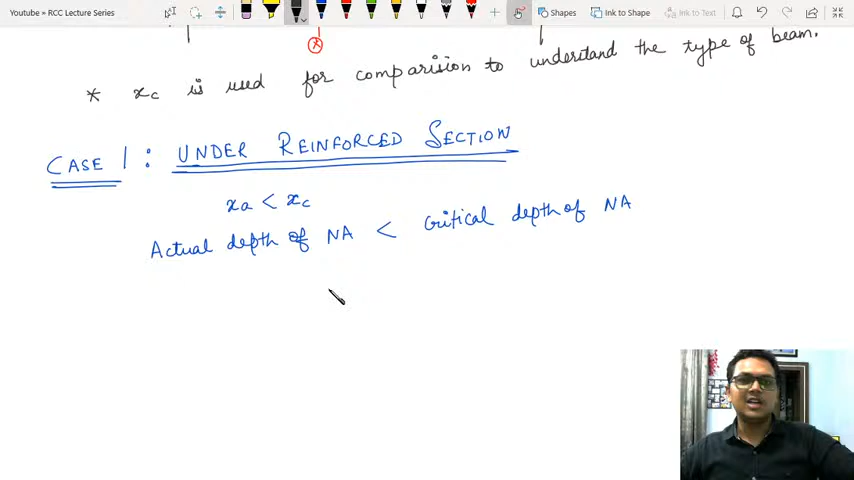 Youtube » RCC Lecture Series
Shapes
Ink to Shape
Ink to Text
* xc is used for comparision to understand the type of beam.
CASE 1: UNDER REINFORCED SECTION
xa < xc
Actual depth of NA < Critical depth of NA